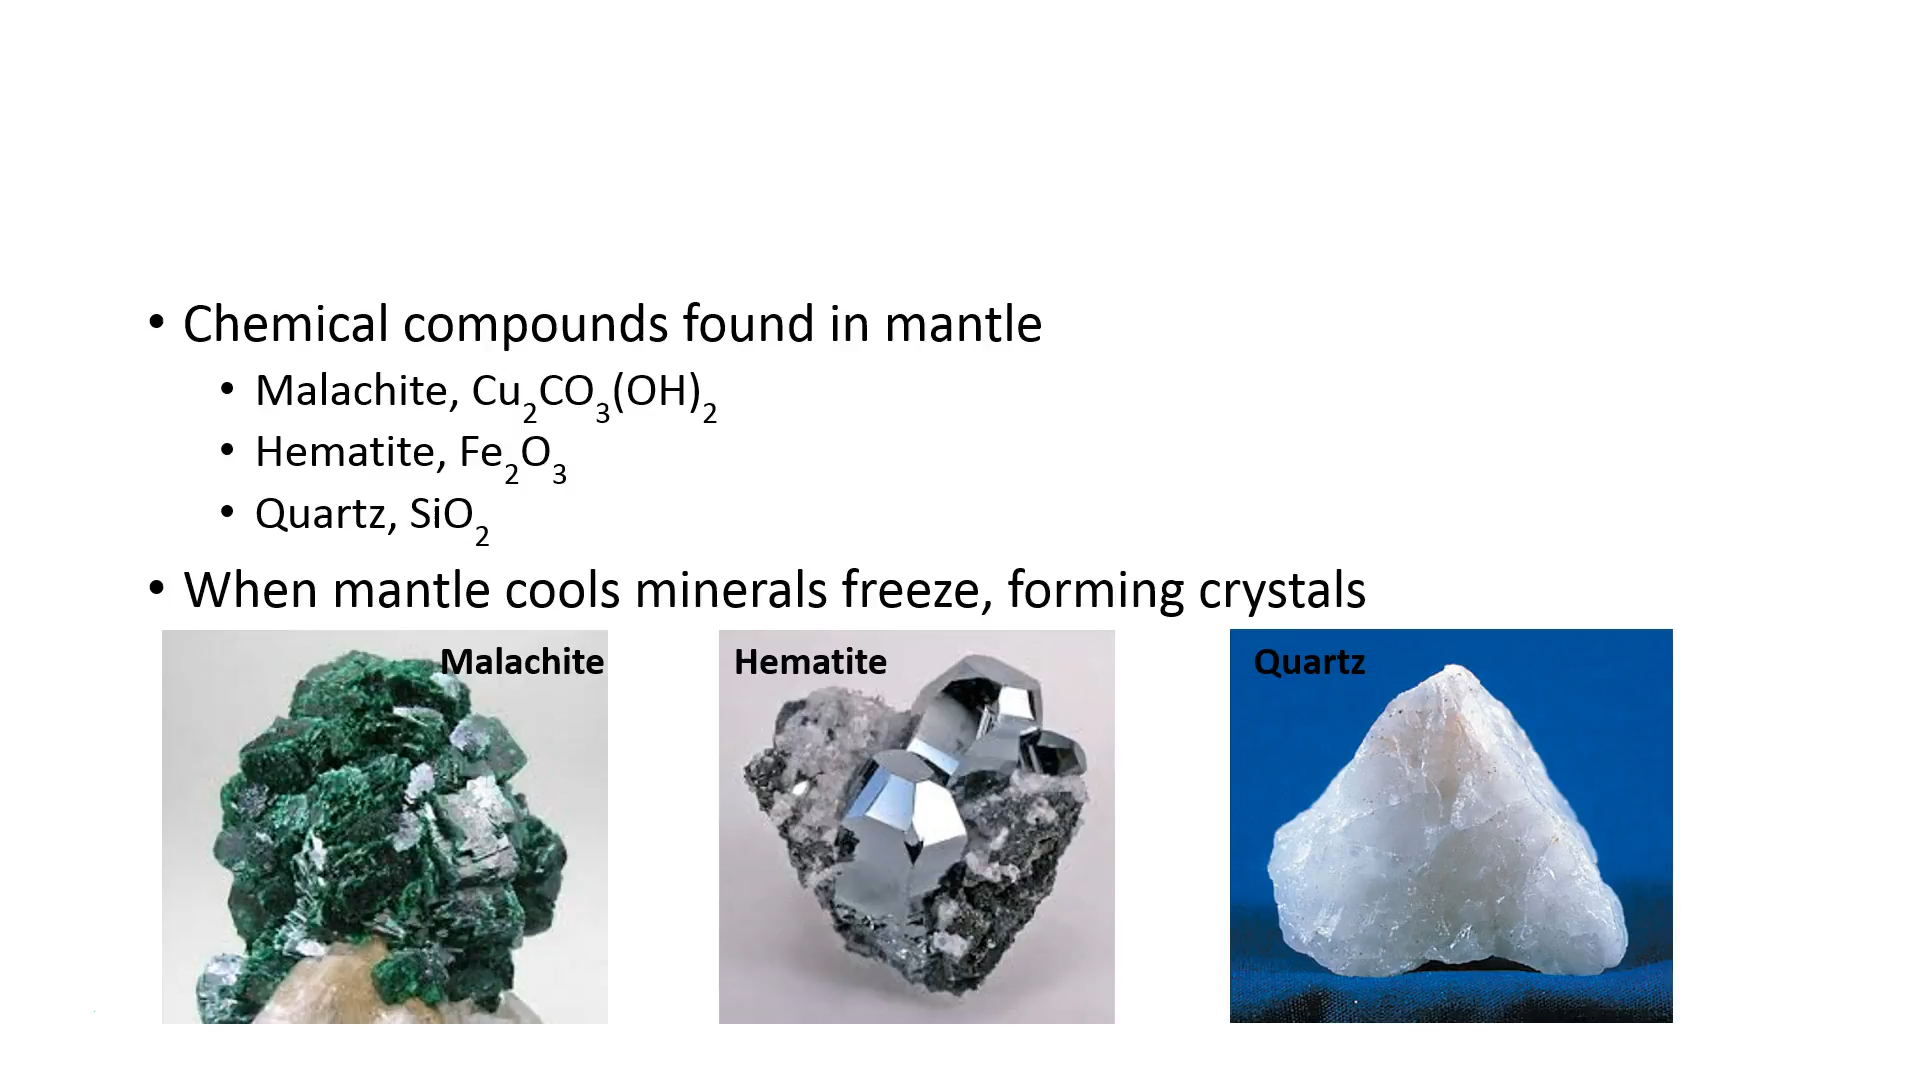 • Chemical compounds found in mantle
• Malachite, Cu₂CO₃(OH)₂
• Hematite, Fe₂O₃
• Quartz, SiO₂
• When mantle cools minerals freeze, forming crystals
Malachite
Hematite
Quartz